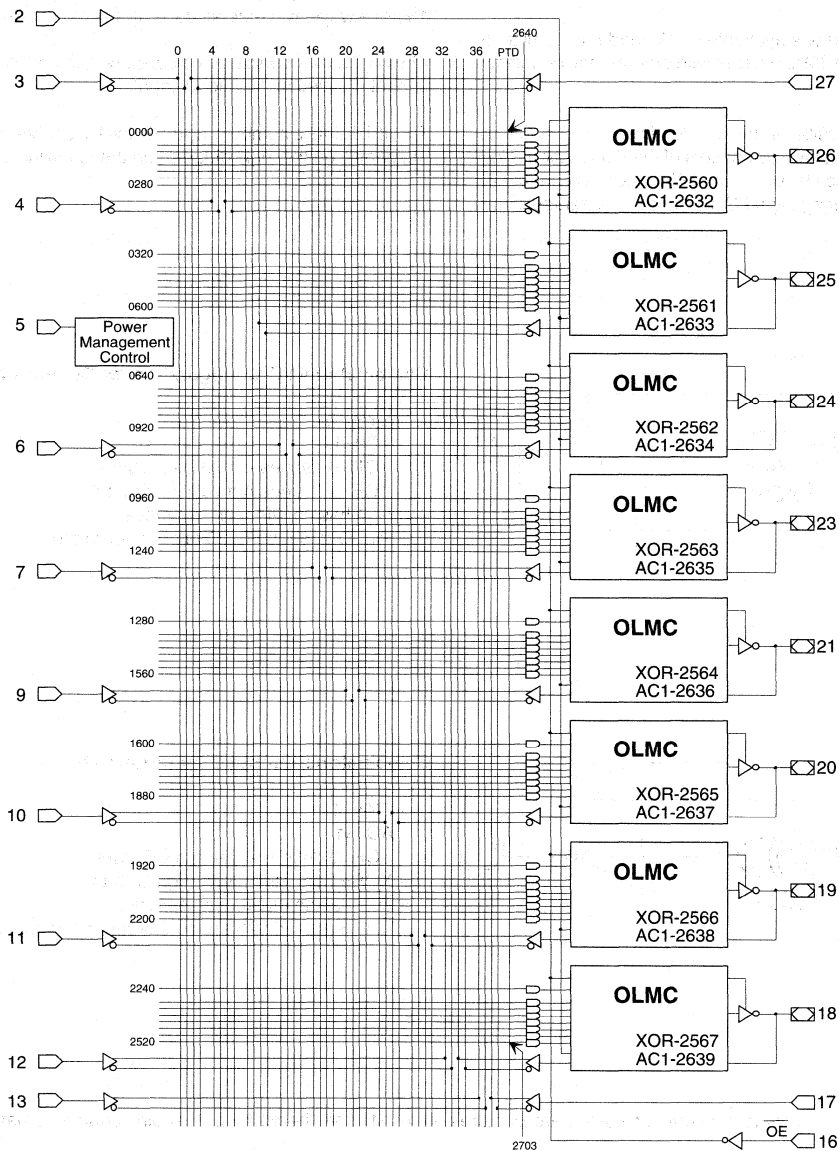 2
2640
0 4 8 12 16 20 24 28 32 36 PTD
3
27
0000
OLMC
26
0280
XOR-2560
4
AC1-2632
0320
OLMC
25
0600
XOR-2561
5
Power
Management
Control
AC1-2633
0640
OLMC
24
0920
XOR-2562
6
AC1-2634
0960
OLMC
23
1240
XOR-2563
7
AC1-2635
1280
OLMC
21
1560
XOR-2564
9
AC1-2636
1600
OLMC
20
1880
XOR-2565
10
AC1-2637
1920
OLMC
19
2200
XOR-2566
11
AC1-2638
2240
OLMC
18
2520
XOR-2567
12
AC1-2639
13
17
OE
16
2703